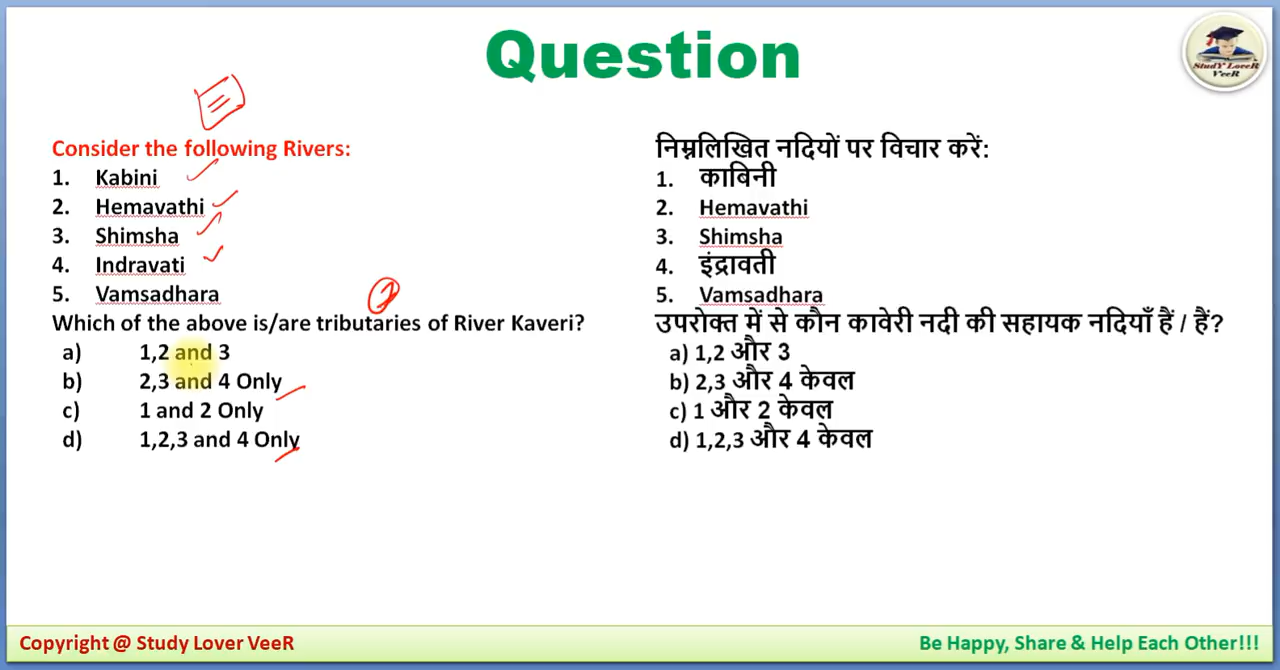 Question
StudY LoveR
VeeR
Consider the following Rivers:
1. Kabini
2. Hemavathi
3. Shimsha
4. Indravati
5. Vamsadhara
Which of the above is/are tributaries of River Kaveri?
a) 1,2 and 3
b) 2,3 and 4 Only
c) 1 and 2 Only
d) 1,2,3 and 4 Only
निम्नलिखित नदियों पर विचार करें:
1. काबिनी
2. Hemavathi
3. Shimsha
4. इंद्रावती
5. Vamsadhara
उपरोक्त में से कौन कावेरी नदी की सहायक नदियाँ हैं / हैं?
a) 1,2 और 3
b) 2,3 और 4 केवल
c) 1 और 2 केवल
d) 1,2,3 और 4 केवल
Copyright @ Study Lover VeeR
Be Happy, Share & Help Each Other!!!